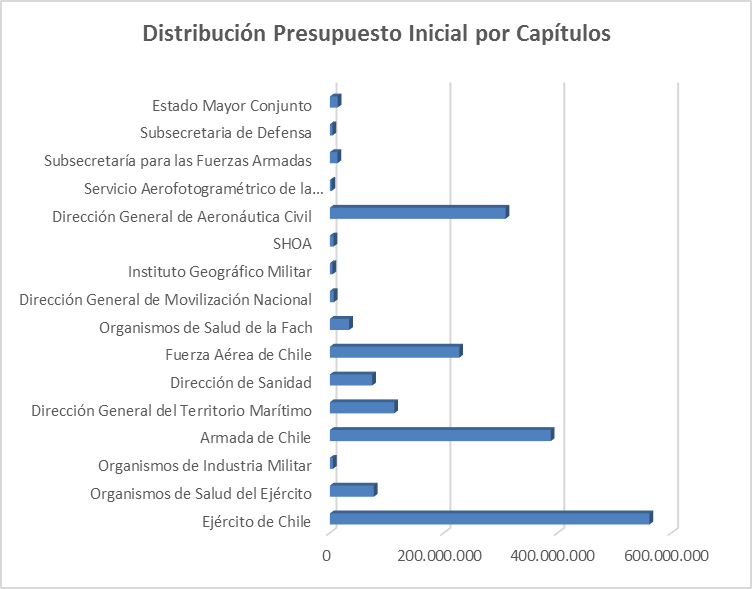 Distribución Presupuesto Inicial por Capítulos
Estado Mayor Conjunto
Subsecretaria de Defensa
Subsecretaría para las Fuerzas Armadas
Servicio Aerofotogramétrico de la...
Dirección General de Aeronáutica Civil
SHOA
Instituto Geográfico Militar
Dirección General de Movilización Nacional
Organismos de Salud de la Fach
Fuerza Aérea de Chile
Dirección de Sanidad
Dirección General del Territorio Marítimo
Armada de Chile
Organismos de Industria Militar
Organismos de Salud del Ejército
Ejército de Chile
0 200.000.000 400.000.000 600.000.000